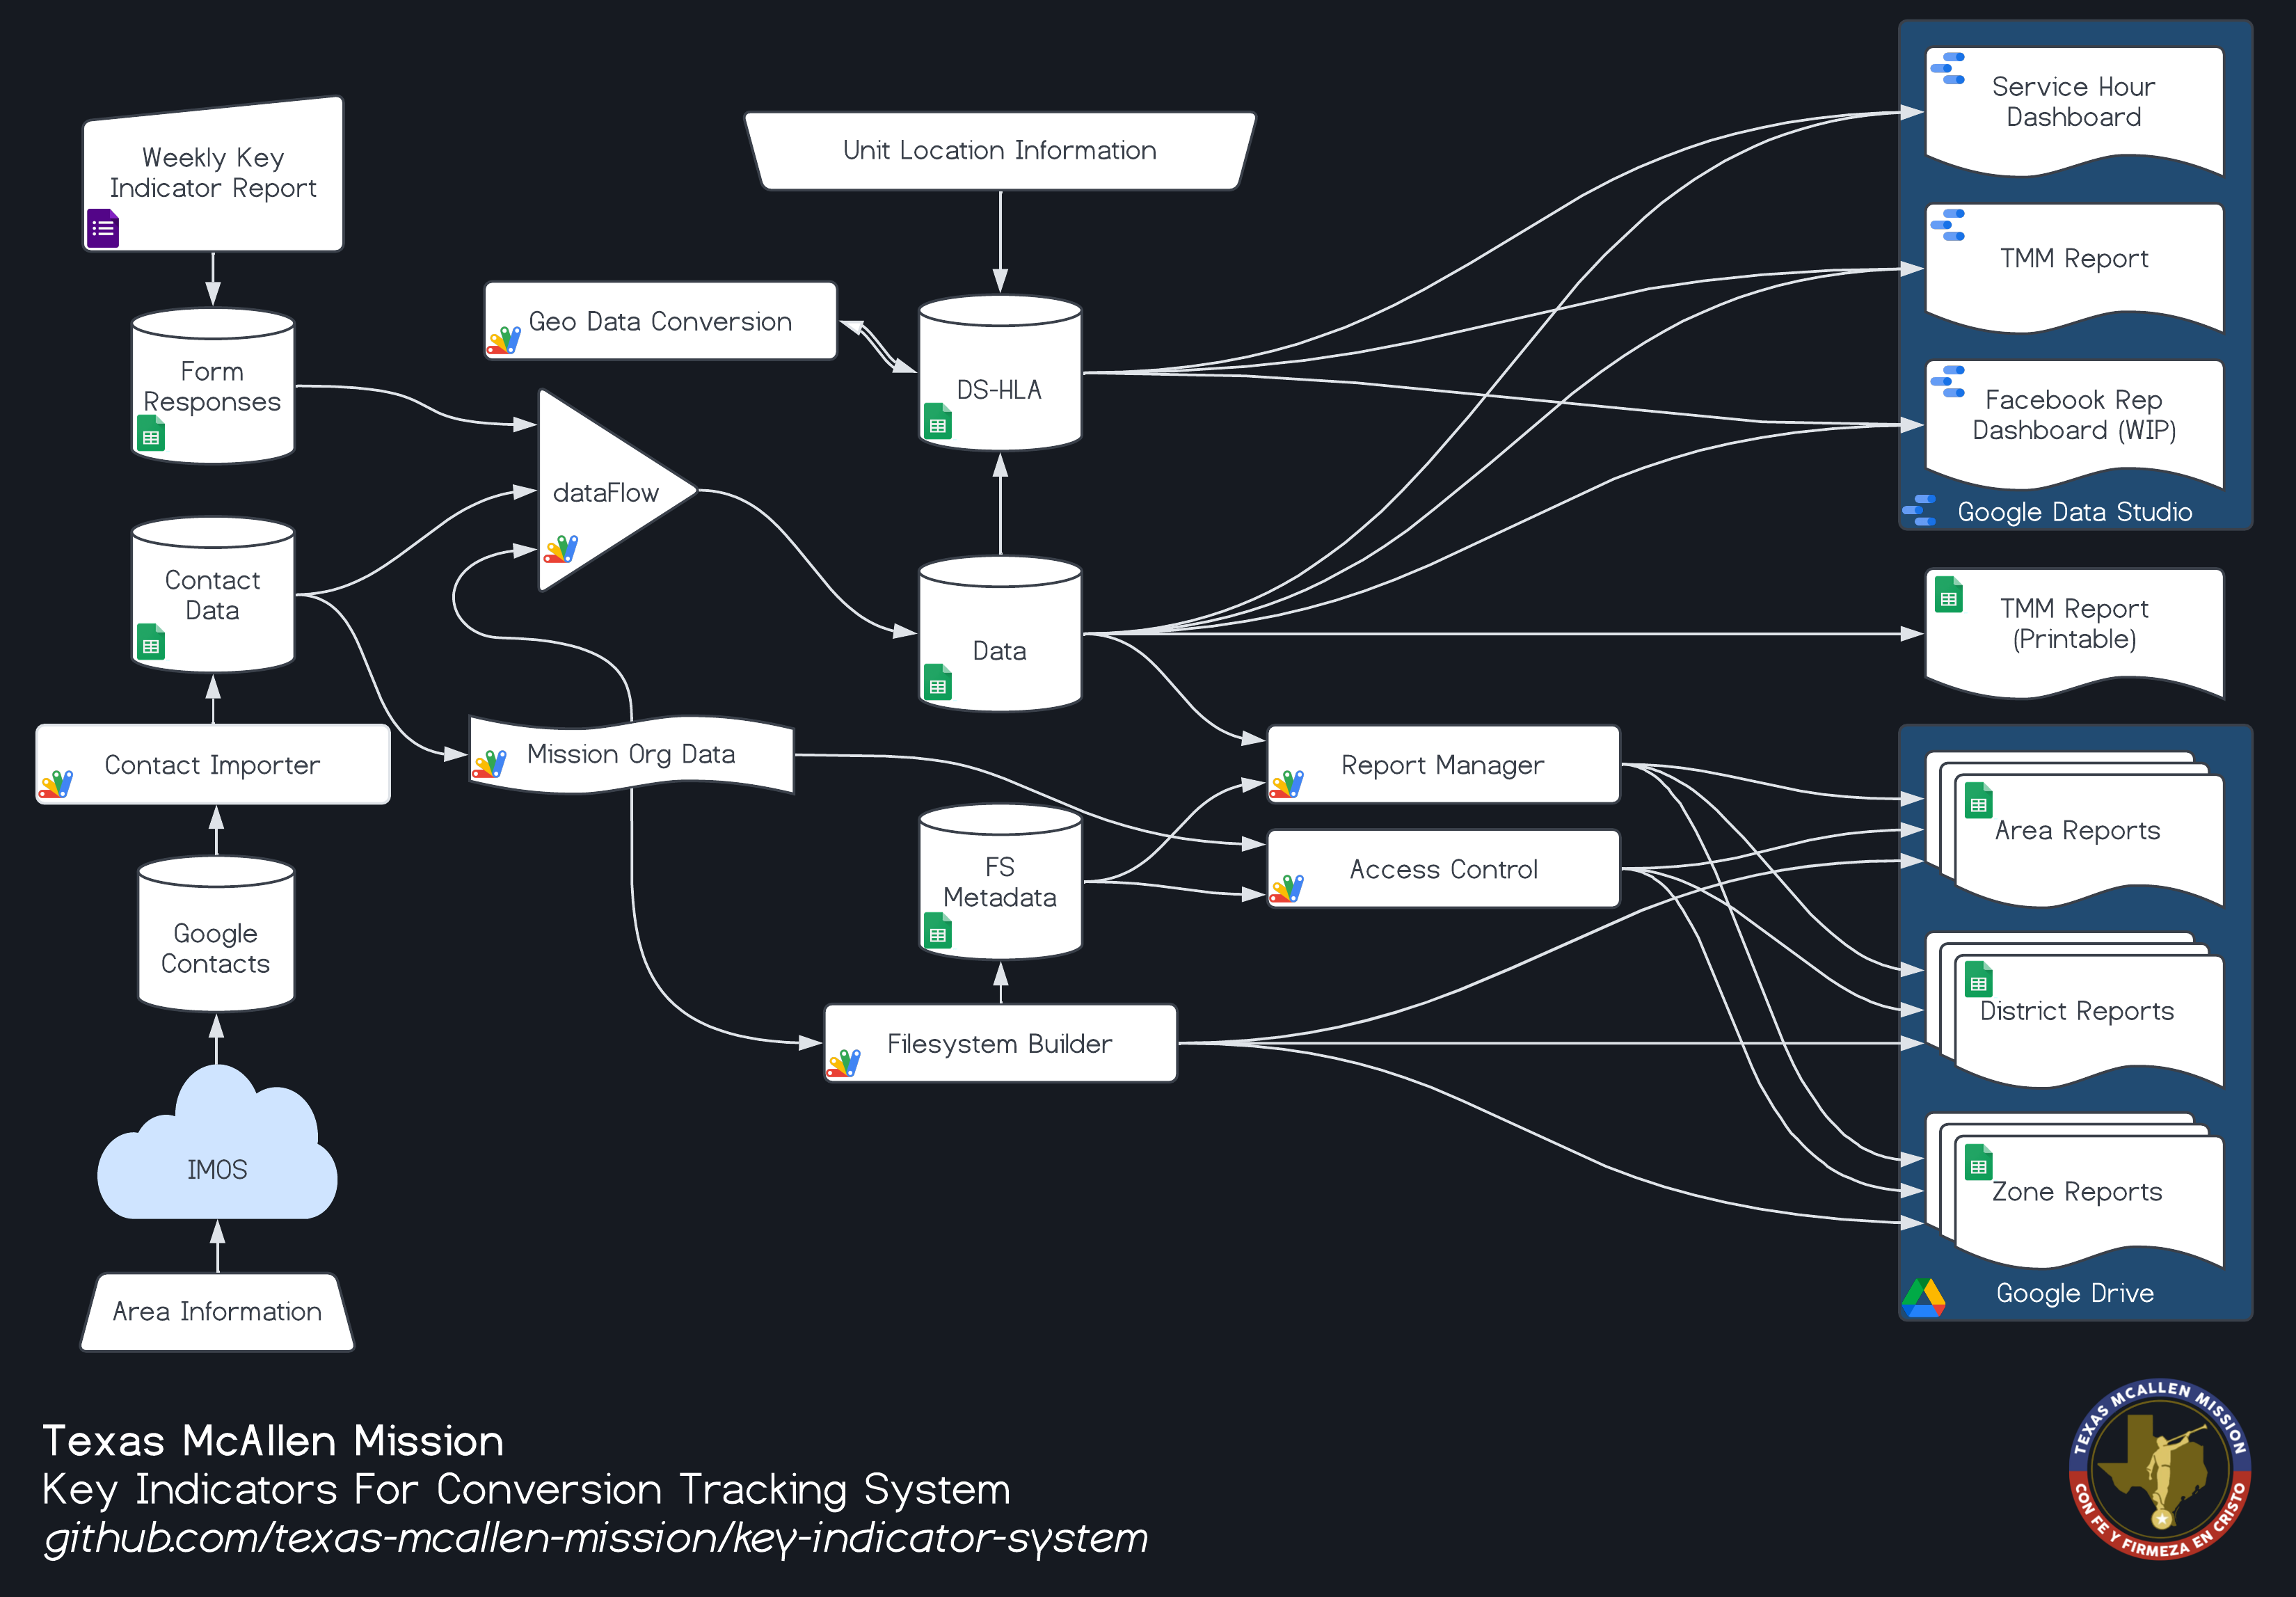 Weekly Key
Indicator Report
Form
Responses
Contact
Data
Contact Importer
Google
Contacts
IMOS
Area Information
Geo Data Conversion
dataFlow
Mission Org Data
Unit Location Information
DS-HLA
Data
FS
Metadata
Filesystem Builder
Report Manager
Access Control
Service Hour
Dashboard
TMM Report
Facebook Rep
Dashboard (WIP)
Google Data Studio
TMM Report
(Printable)
Area Reports
District Reports
Zone Reports
Google Drive
Texas McAllen Mission
Key Indicators For Conversion Tracking System
github.com/texas-mcallen-mission/key-indicator-system
TEXAS MCALLEN MISSION
CON FE Y FIRMEZA EN CRISTO